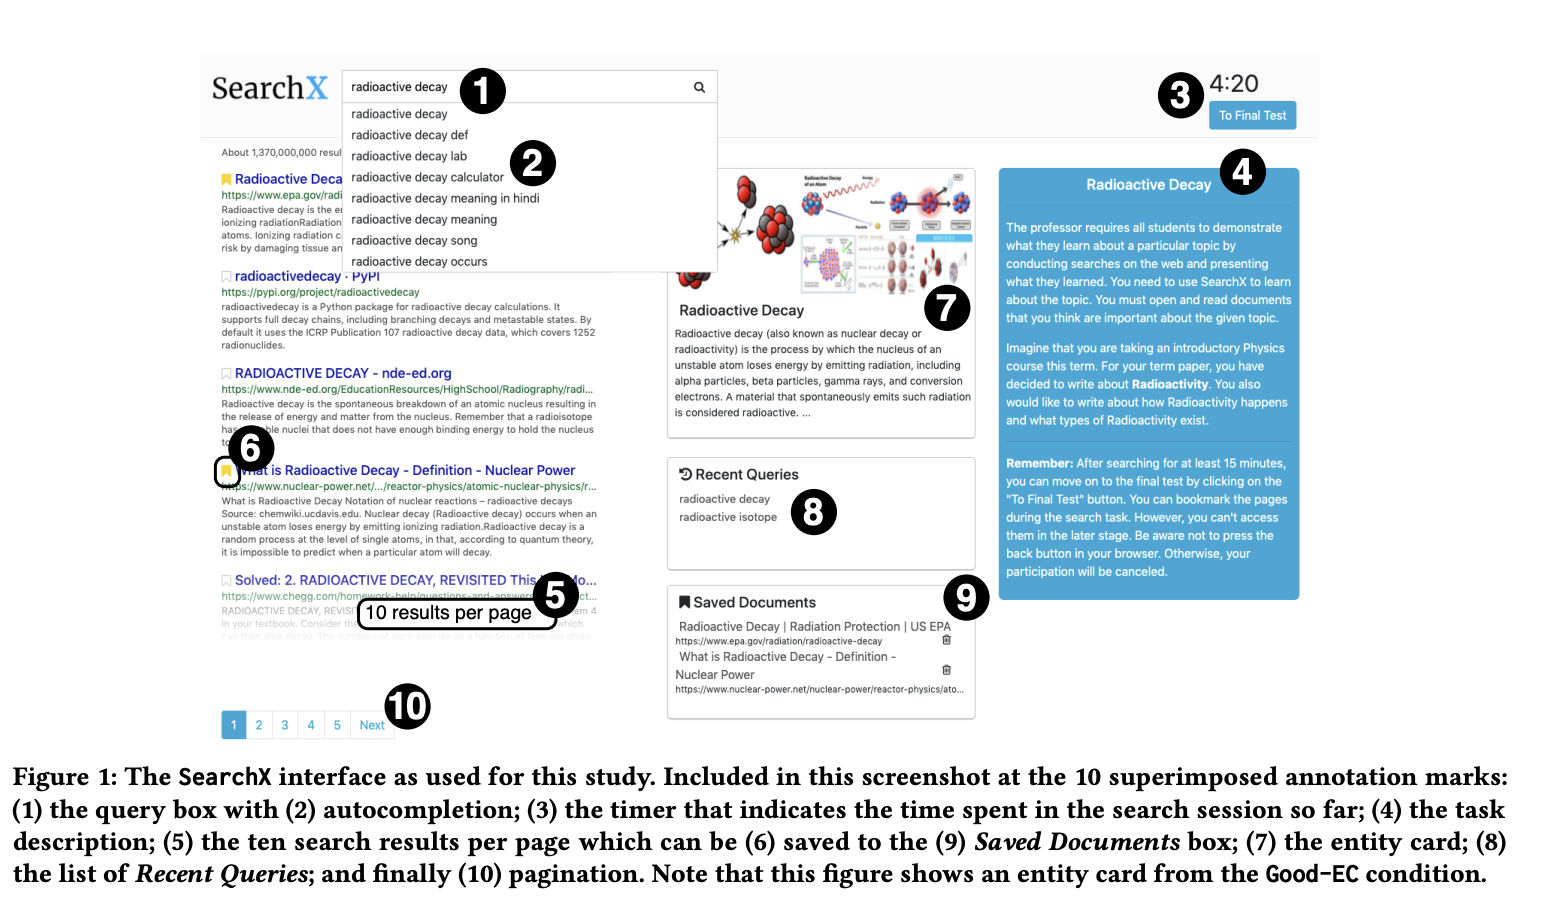 SearchX
radioactive decay
1
radioactive decay
radioactive decay def
radioactive decay lab
radioactive decay calculator
radioactive decay meaning in hindi
radioactive decay meaning
radioactive decay song
radioactive decay occurs
2
3
4:20
To Final Test
About 1,370,000,000 resul
Radioactive Deca
https://www.epa.gov/radi
Radioactive decay is the e
ionizing radiationRadiation
atoms. Ionizing radiation c
risk by damaging tissue an
radioactivedecay · PyPI
https://pypi.org/project/radioactivedecay
radioactivedecay is a Python package for radioactive decay calculations. It
supports full decay chains, including branching decays and metastable states. By
default it uses the ICRP Publication 107 radioactive decay data, which covers 1252
radionuclides.
RADIOACTIVE DECAY - nde-ed.org
https://www.nde-ed.org/EducationResources/HighSchool/Radiography/radi...
Radioactive decay is the spontaneous breakdown of an atomic nucleus resulting in
the release of energy and matter from the nucleus. Remember that a radioisotope
has nuclei that does not have enough binding energy to hold the nucleus
6
What is Radioactive Decay - Definition - Nuclear Power
https://www.nuclear-power.net/.../reactor-physics/atomic-nuclear-physics/r...
What is Radioactive Decay Notation of nuclear reactions – radioactive decays
Source: chemwiki.ucdavis.edu. Nuclear decay (Radioactive decay) occurs when an
unstable atom loses energy by emitting ionizing radiation.Radioactive decay is a
random process at the level of single atoms, in that, according to quantum theory,
it is impossible to predict when a particular atom will decay.
Solved: 2. RADIOACTIVE DECAY, REVISITED This Mo...
https://www.chegg.com/
RADIOACTIVE DECAY, REVISI
in your textbook. Consider
can then also decay. The numbers of each species as a function of time are given
5
10 results per page
1 2 3 4 5 Next
10
Radioactive Decay
of an Atom
Energy
Radiation
Particle
7
Radioactive Decay
Radioactive decay (also known as nuclear decay or
radioactivity) is the process by which the nucleus of an
unstable atom loses energy by emitting radiation, including
alpha particles, beta particles, gamma rays, and conversion
electrons. A material that spontaneously emits such radiation
is considered radioactive. ...
Recent Queries
radioactive decay
radioactive isotope
8
Saved Documents
9
Radioactive Decay | Radiation Protection | US EPA
https://www.epa.gov/radiation/radioactive-decay
What is Radioactive Decay - Definition -
Nuclear Power
https://www.nuclear-power.net/nuclear-power/reactor-physics/ato...
4
Radioactive Decay
The professor requires all students to demonstrate
what they learn about a particular topic by
conducting searches on the web and presenting
what they learned. You need to use SearchX to learn
about the topic. You must open and read documents
that you think are important about the given topic.
Imagine that you are taking an introductory Physics
course this term. For your term paper, you have
decided to write about Radioactivity. You also
would like to write about how Radioactivity happens
and what types of Radioactivity exist.
Remember: After searching for at least 15 minutes,
you can move on to the final test by clicking on the
"To Final Test" button. You can bookmark the pages
during the search task. However, you can't access
them in the later stage. Be aware not to press the
back button in your browser. Otherwise, your
participation will be canceled.
Figure 1: The SearchX interface as used for this study. Included in this screenshot at the 10 superimposed annotation marks:
(1) the query box with (2) autocompletion; (3) the timer that indicates the time spent in the search session so far; (4) the task
description; (5) the ten search results per page which can be (6) saved to the (9) Saved Documents box; (7) the entity card; (8)
the list of Recent Queries; and finally (10) pagination. Note that this figure shows an entity card from the Good-EC condition.